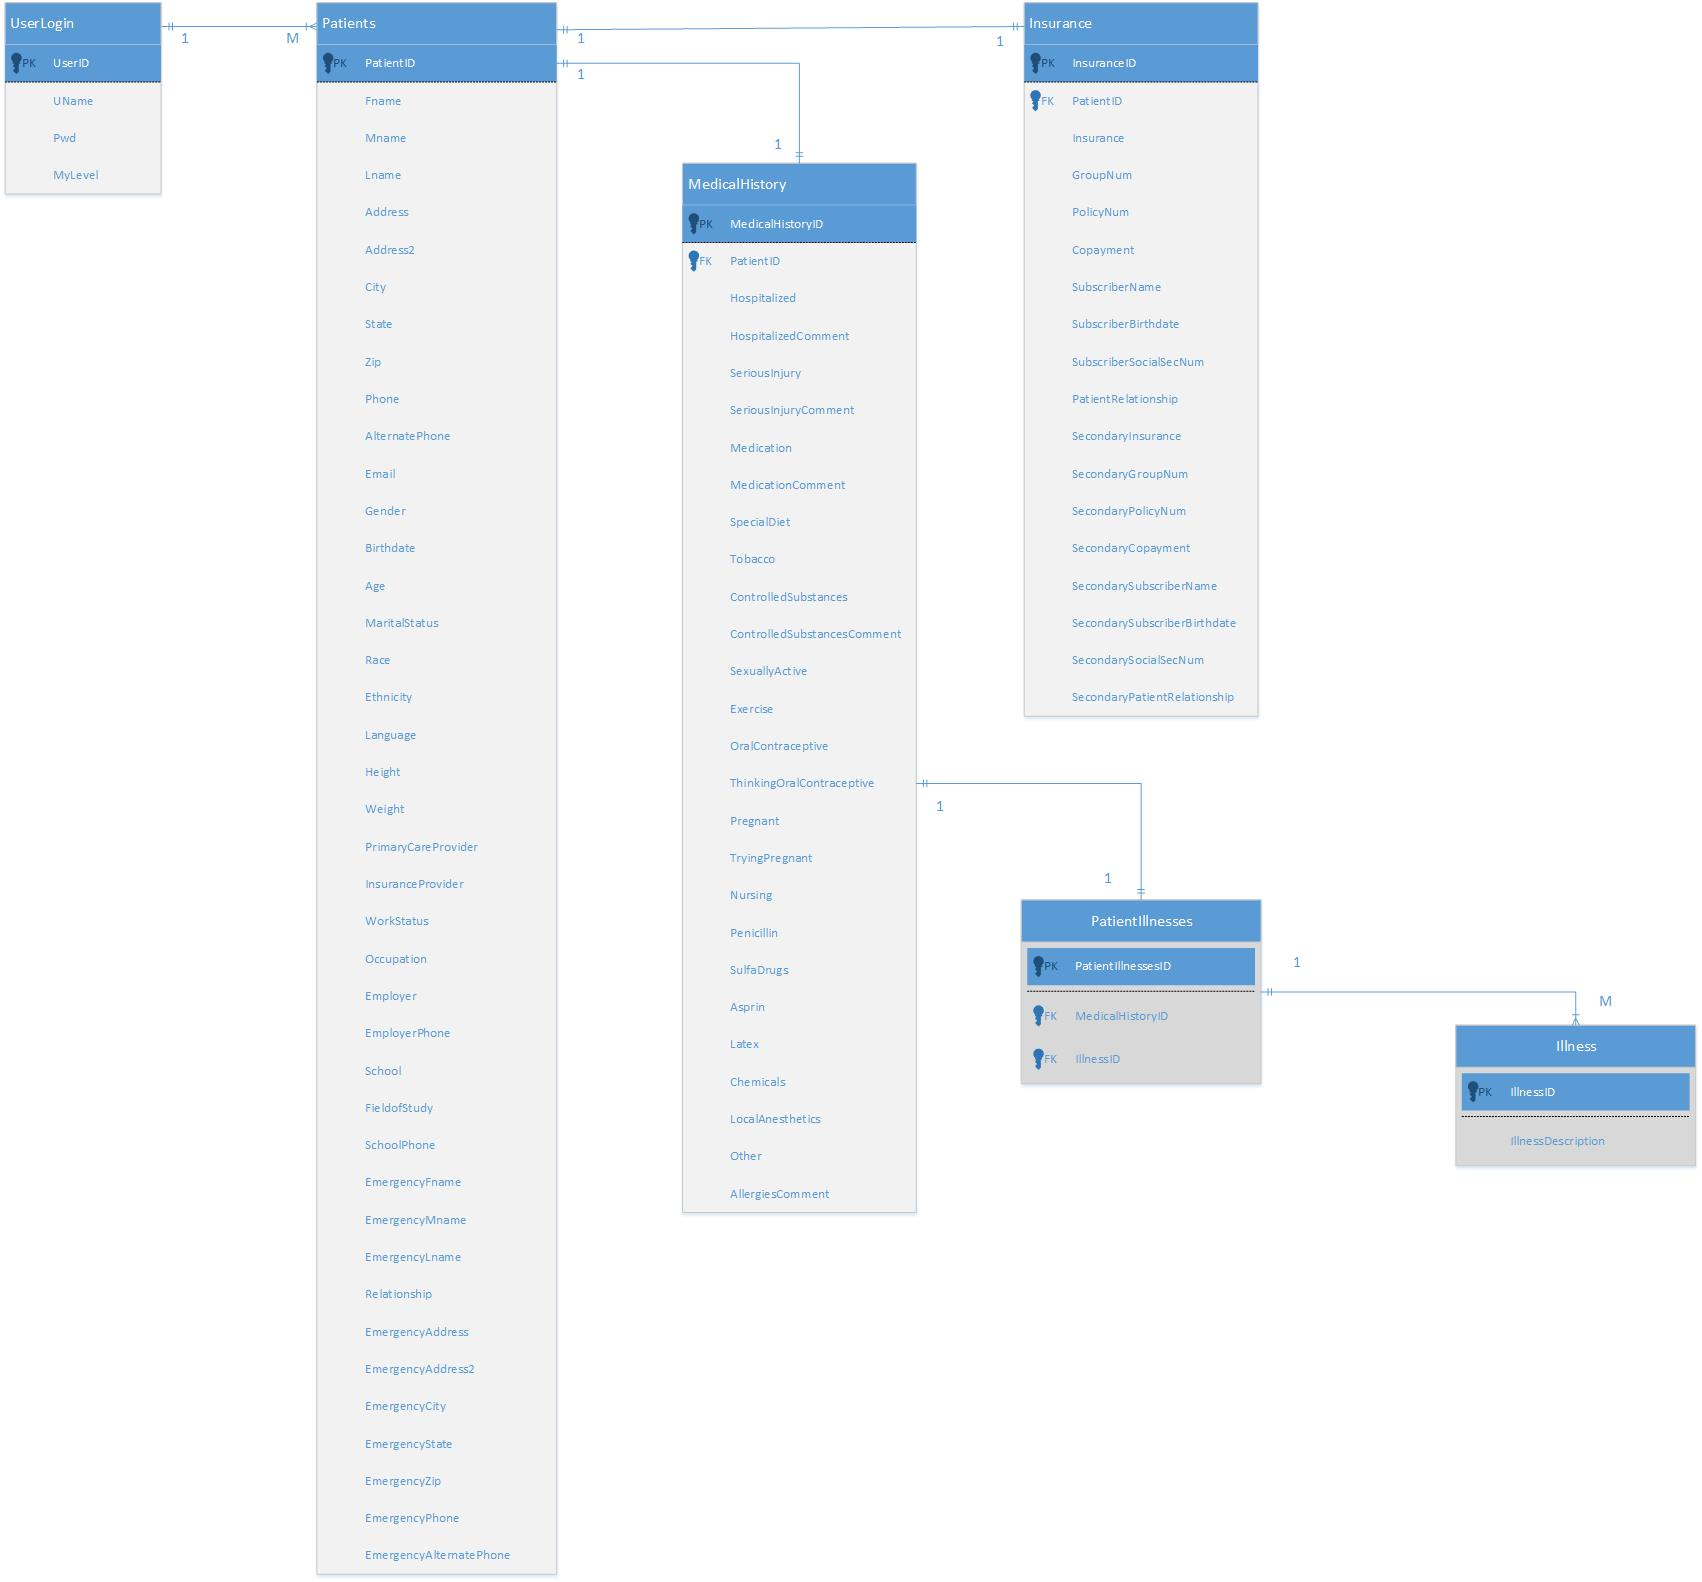 UserLogin
PK UserID
UName
Pwd
MyLevel
1
M
Patients
PK PatientID
Fname
Mname
Lname
Address
Address2
City
State
Zip
Phone
AlternatePhone
Email
Gender
Birthdate
Age
MaritalStatus
Race
Ethnicity
Language
Height
Weight
PrimaryCareProvider
InsuranceProvider
WorkStatus
Occupation
Employer
EmployerPhone
School
FieldofStudy
SchoolPhone
EmergencyFname
EmergencyMname
EmergencyLname
Relationship
EmergencyAddress
EmergencyAddress2
EmergencyCity
EmergencyState
EmergencyZip
EmergencyPhone
EmergencyAlternatePhone
1
1
1
1
MedicalHistory
PK MedicalHistoryID
FK PatientID
Hospitalized
HospitalizedComment
SeriousInjury
SeriousInjuryComment
Medication
MedicationComment
SpecialDiet
Tobacco
ControlledSubstances
ControlledSubstancesComment
SexuallyActive
Exercise
OralContraceptive
ThinkingOralContraceptive
Pregnant
TryingPregnant
Nursing
Penicillin
SulfaDrugs
Asprin
Latex
Chemicals
LocalAnesthetics
Other
AllergiesComment
Insurance
PK InsuranceID
FK PatientID
Insurance
GroupNum
PolicyNum
Copayment
SubscriberName
SubscriberBirthdate
SubscriberSocialSecNum
PatientRelationship
SecondaryInsurance
SecondaryGroupNum
SecondaryPolicyNum
SecondaryCopayment
SecondarySubscriberName
SecondarySubscriberBirthdate
SecondarySocialSecNum
SecondaryPatientRelationship
1
1
PatientIllnesses
PK PatientIllnessesID
FK MedicalHistoryID
FK IllnessID
1
M
Illness
PK IllnessID
IllnessDescription